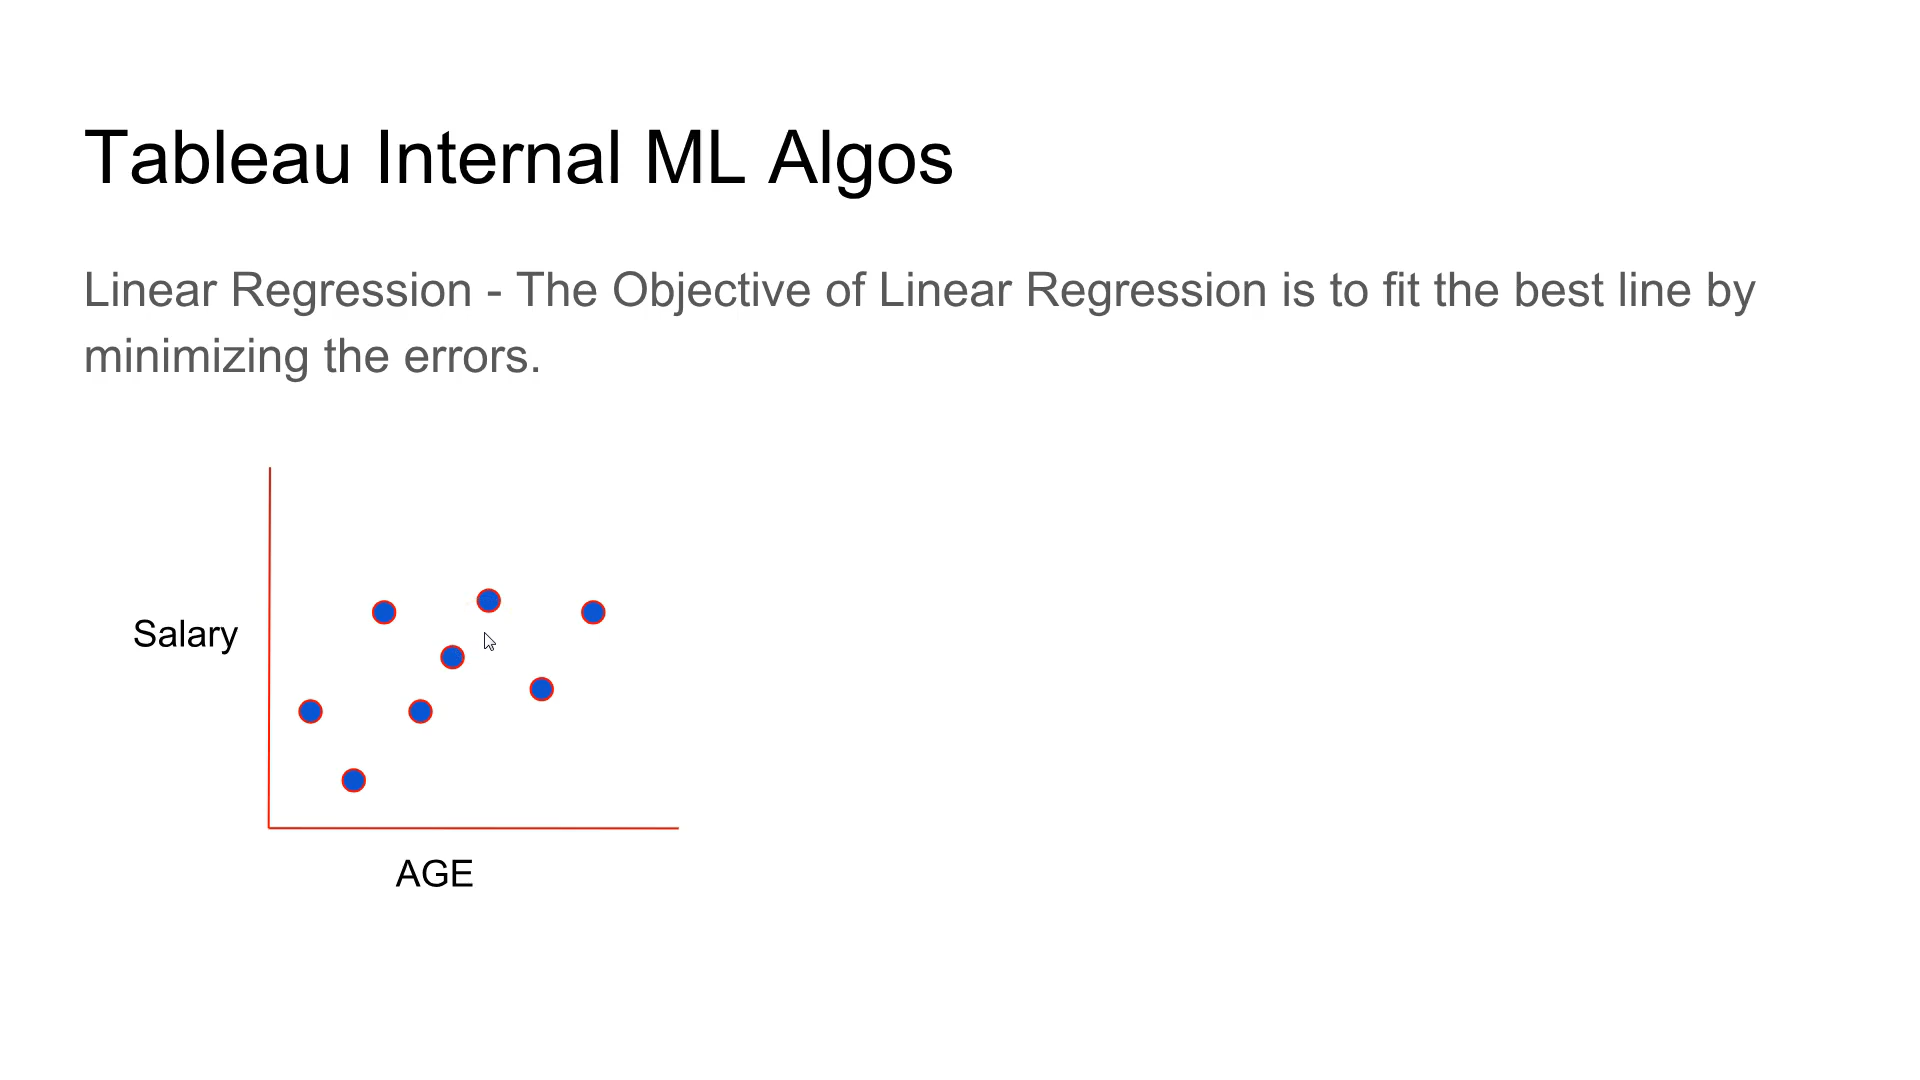 Tableau Internal ML Algos
Linear Regression - The Objective of Linear Regression is to fit the best line by
minimizing the errors.
Salary
AGE